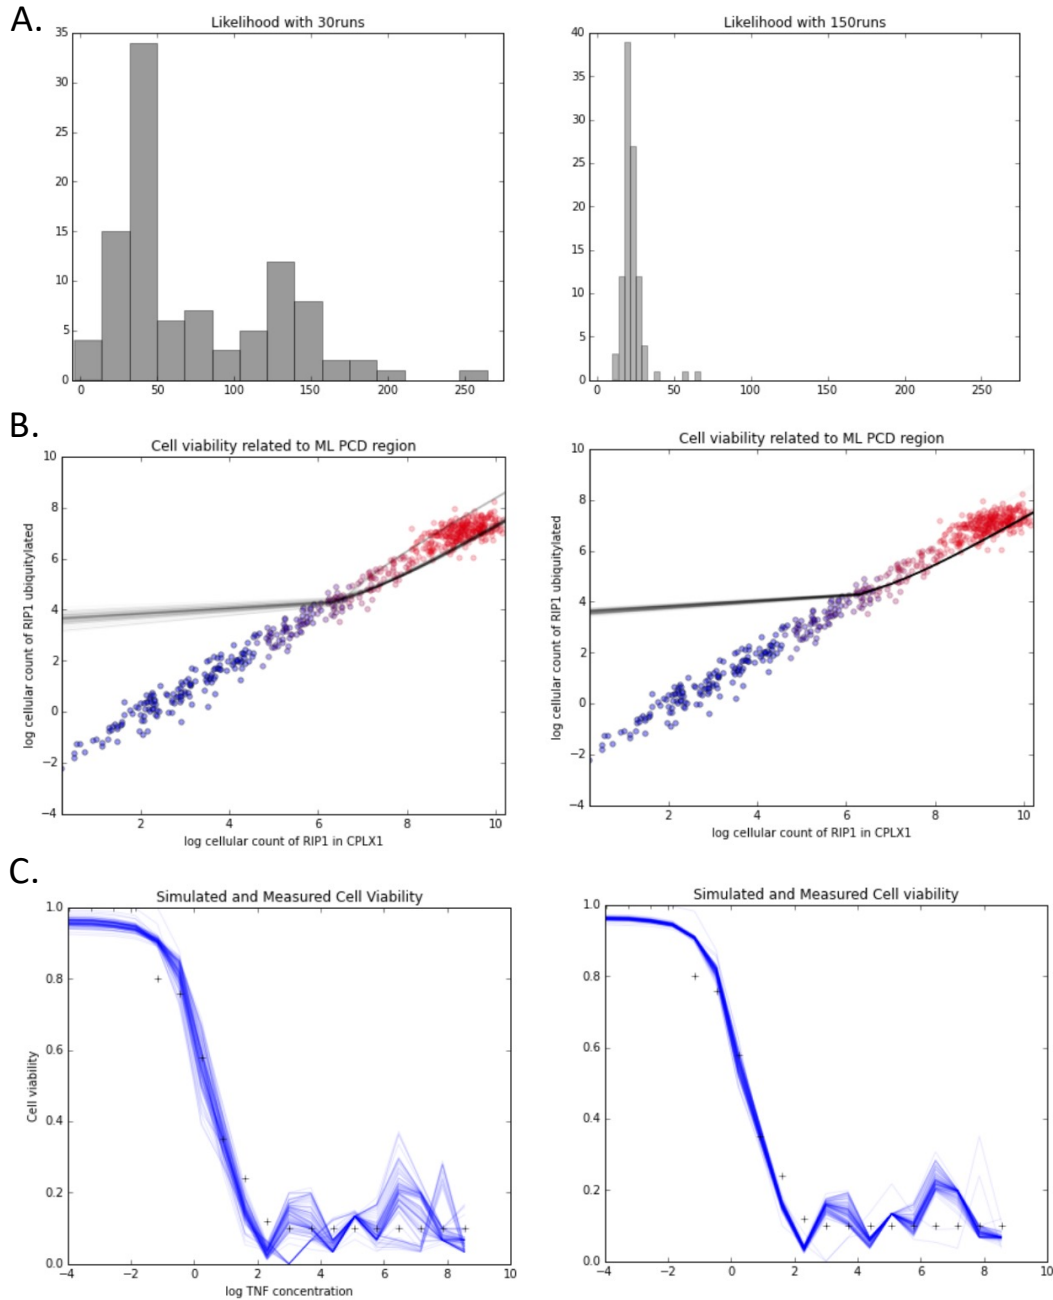 A.
Likelihood with 30runs
35
30
25
20
15
10
5
0
0 50 100 150 200 250
Likelihood with 150runs
40
35
30
25
20
15
10
5
0
0 50 100 150 200 250
B.
Cell viability related to ML PCD region
log cellular count of RIP1 ubiquitylated
10
8
6
4
2
0
−2
−4
2 4 6 8 10
log cellular count of RIP1 in CPLX1
Cell viability related to ML PCD region
log cellular count of RIP1 ubiquitylated
10
8
6
4
2
0
−2
−4
2 4 6 8 10
log cellular count of RIP1 in CPLX1
C.
Simulated and Measured Cell Viability
Cell viability
1.0
0.8
0.6
0.4
0.2
0.0
−4 −2 0 2 4 6 8 10
log TNF concentration
Simulated and Measured Cell viability
1.0
0.8
0.6
0.4
0.2
0.0
−4 −2 0 2 4 6 8 10